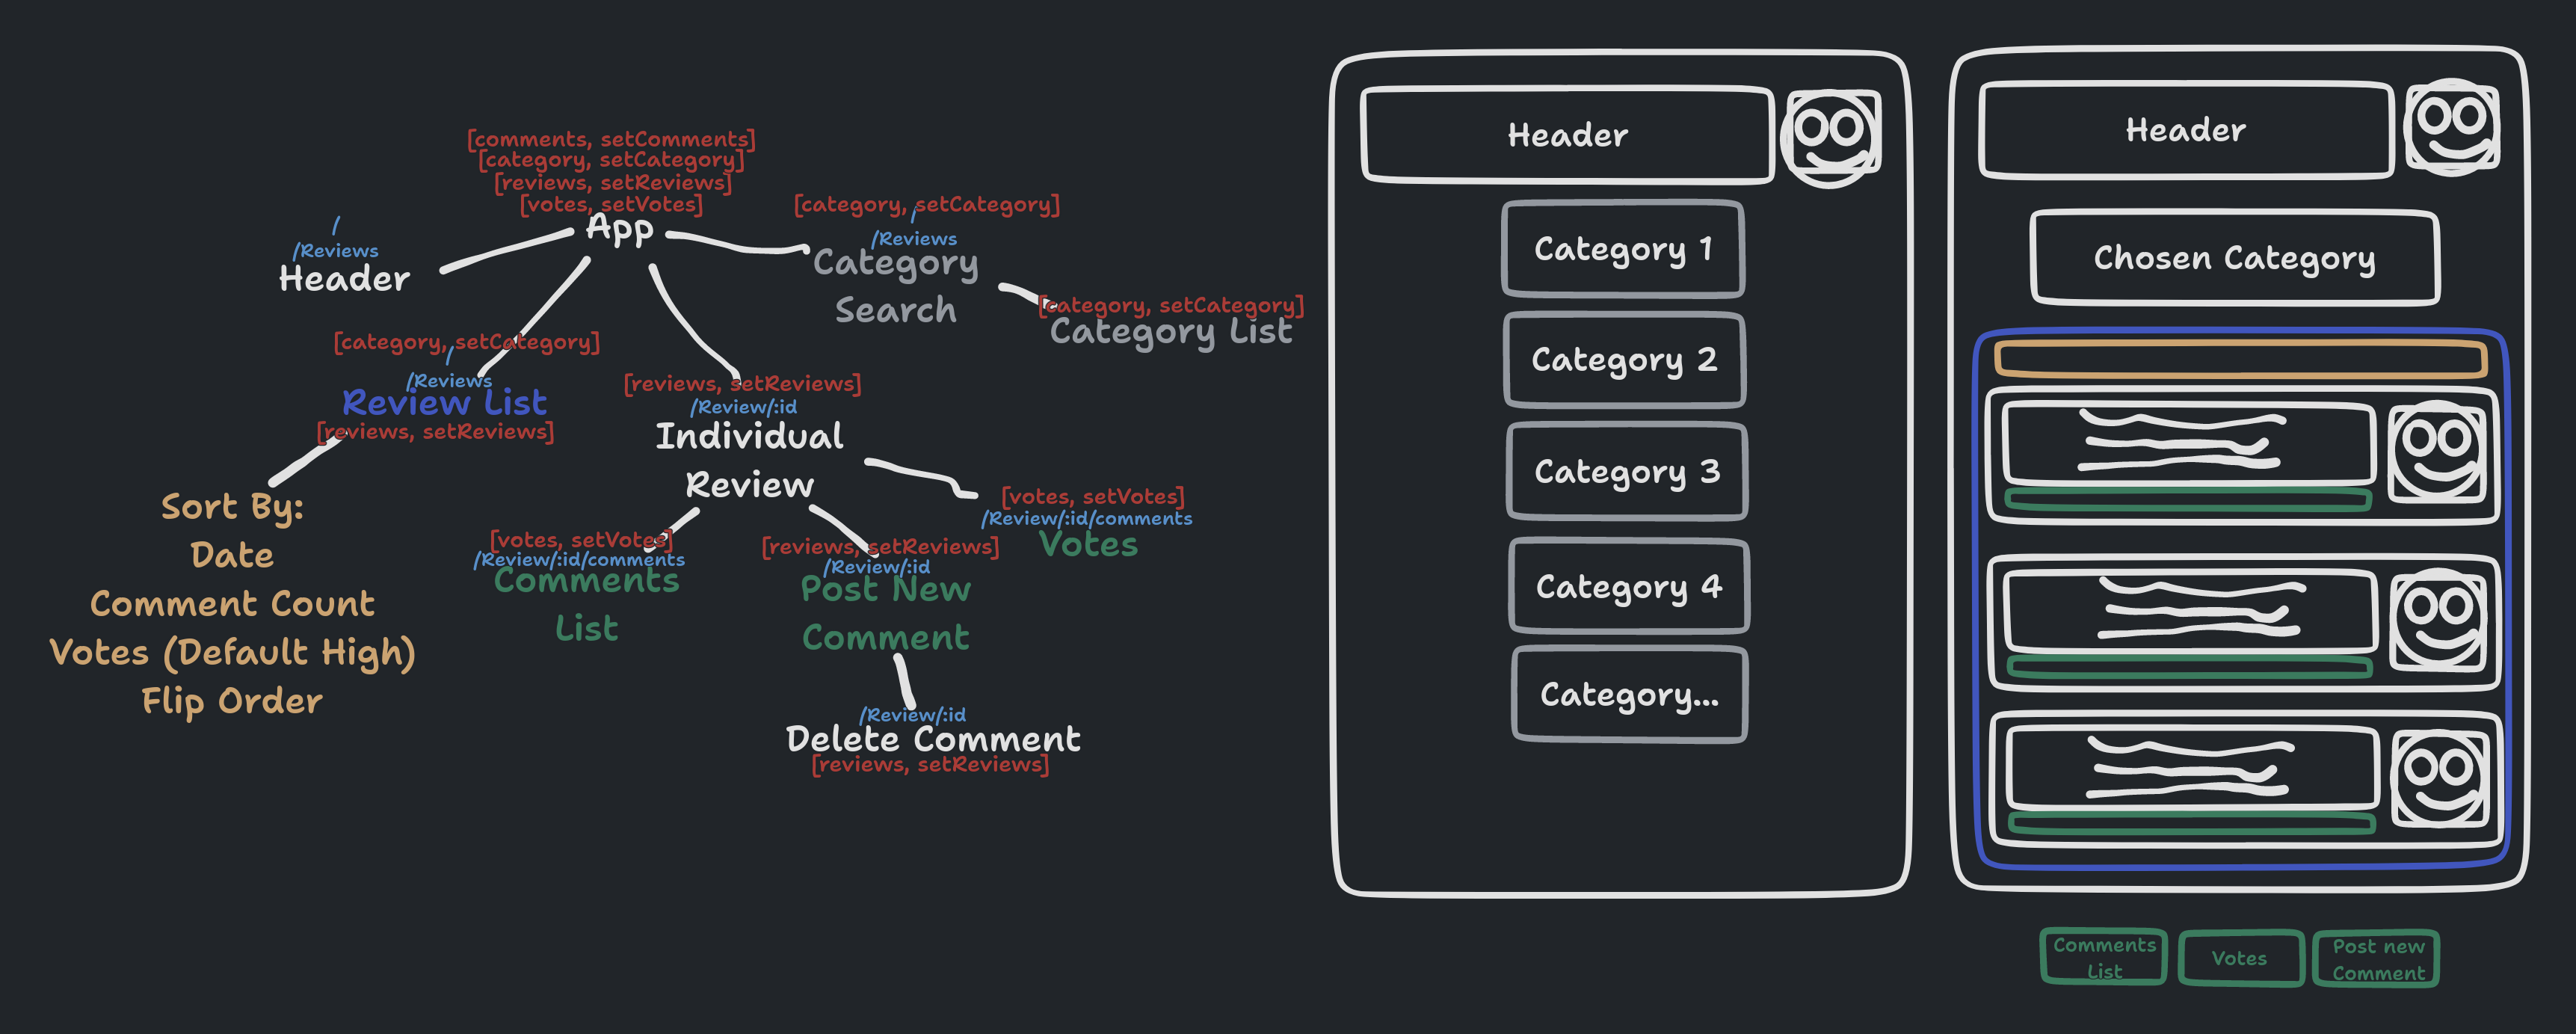 [comments, setComments]
[category, setCategory]
[reviews, setReviews]
[votes, setVotes]
App
/
/Reviews
Header
[category, setCategory]
/
/Reviews
Category
Search
[category, setCategory]
Category List
[category, setCategory]
/
/Reviews
Review List
[reviews, setReviews]
Sort By:
Date
Comment Count
Votes (Default High)
Flip Order
[reviews, setReviews]
/Review/:id
Individual
Review
[votes, setVotes]
/Review/:id/comments
Comments
List
[reviews, setReviews]
/Review/:id
Post New
Comment
/Review/:id
Delete Comment
[reviews, setReviews]
[votes, setVotes]
/Review/:id/comments
Votes
Header
Category 1
Category 2
Category 3
Category 4
Category...
Header
Chosen Category
Comments
List
Votes
Post new
Comment